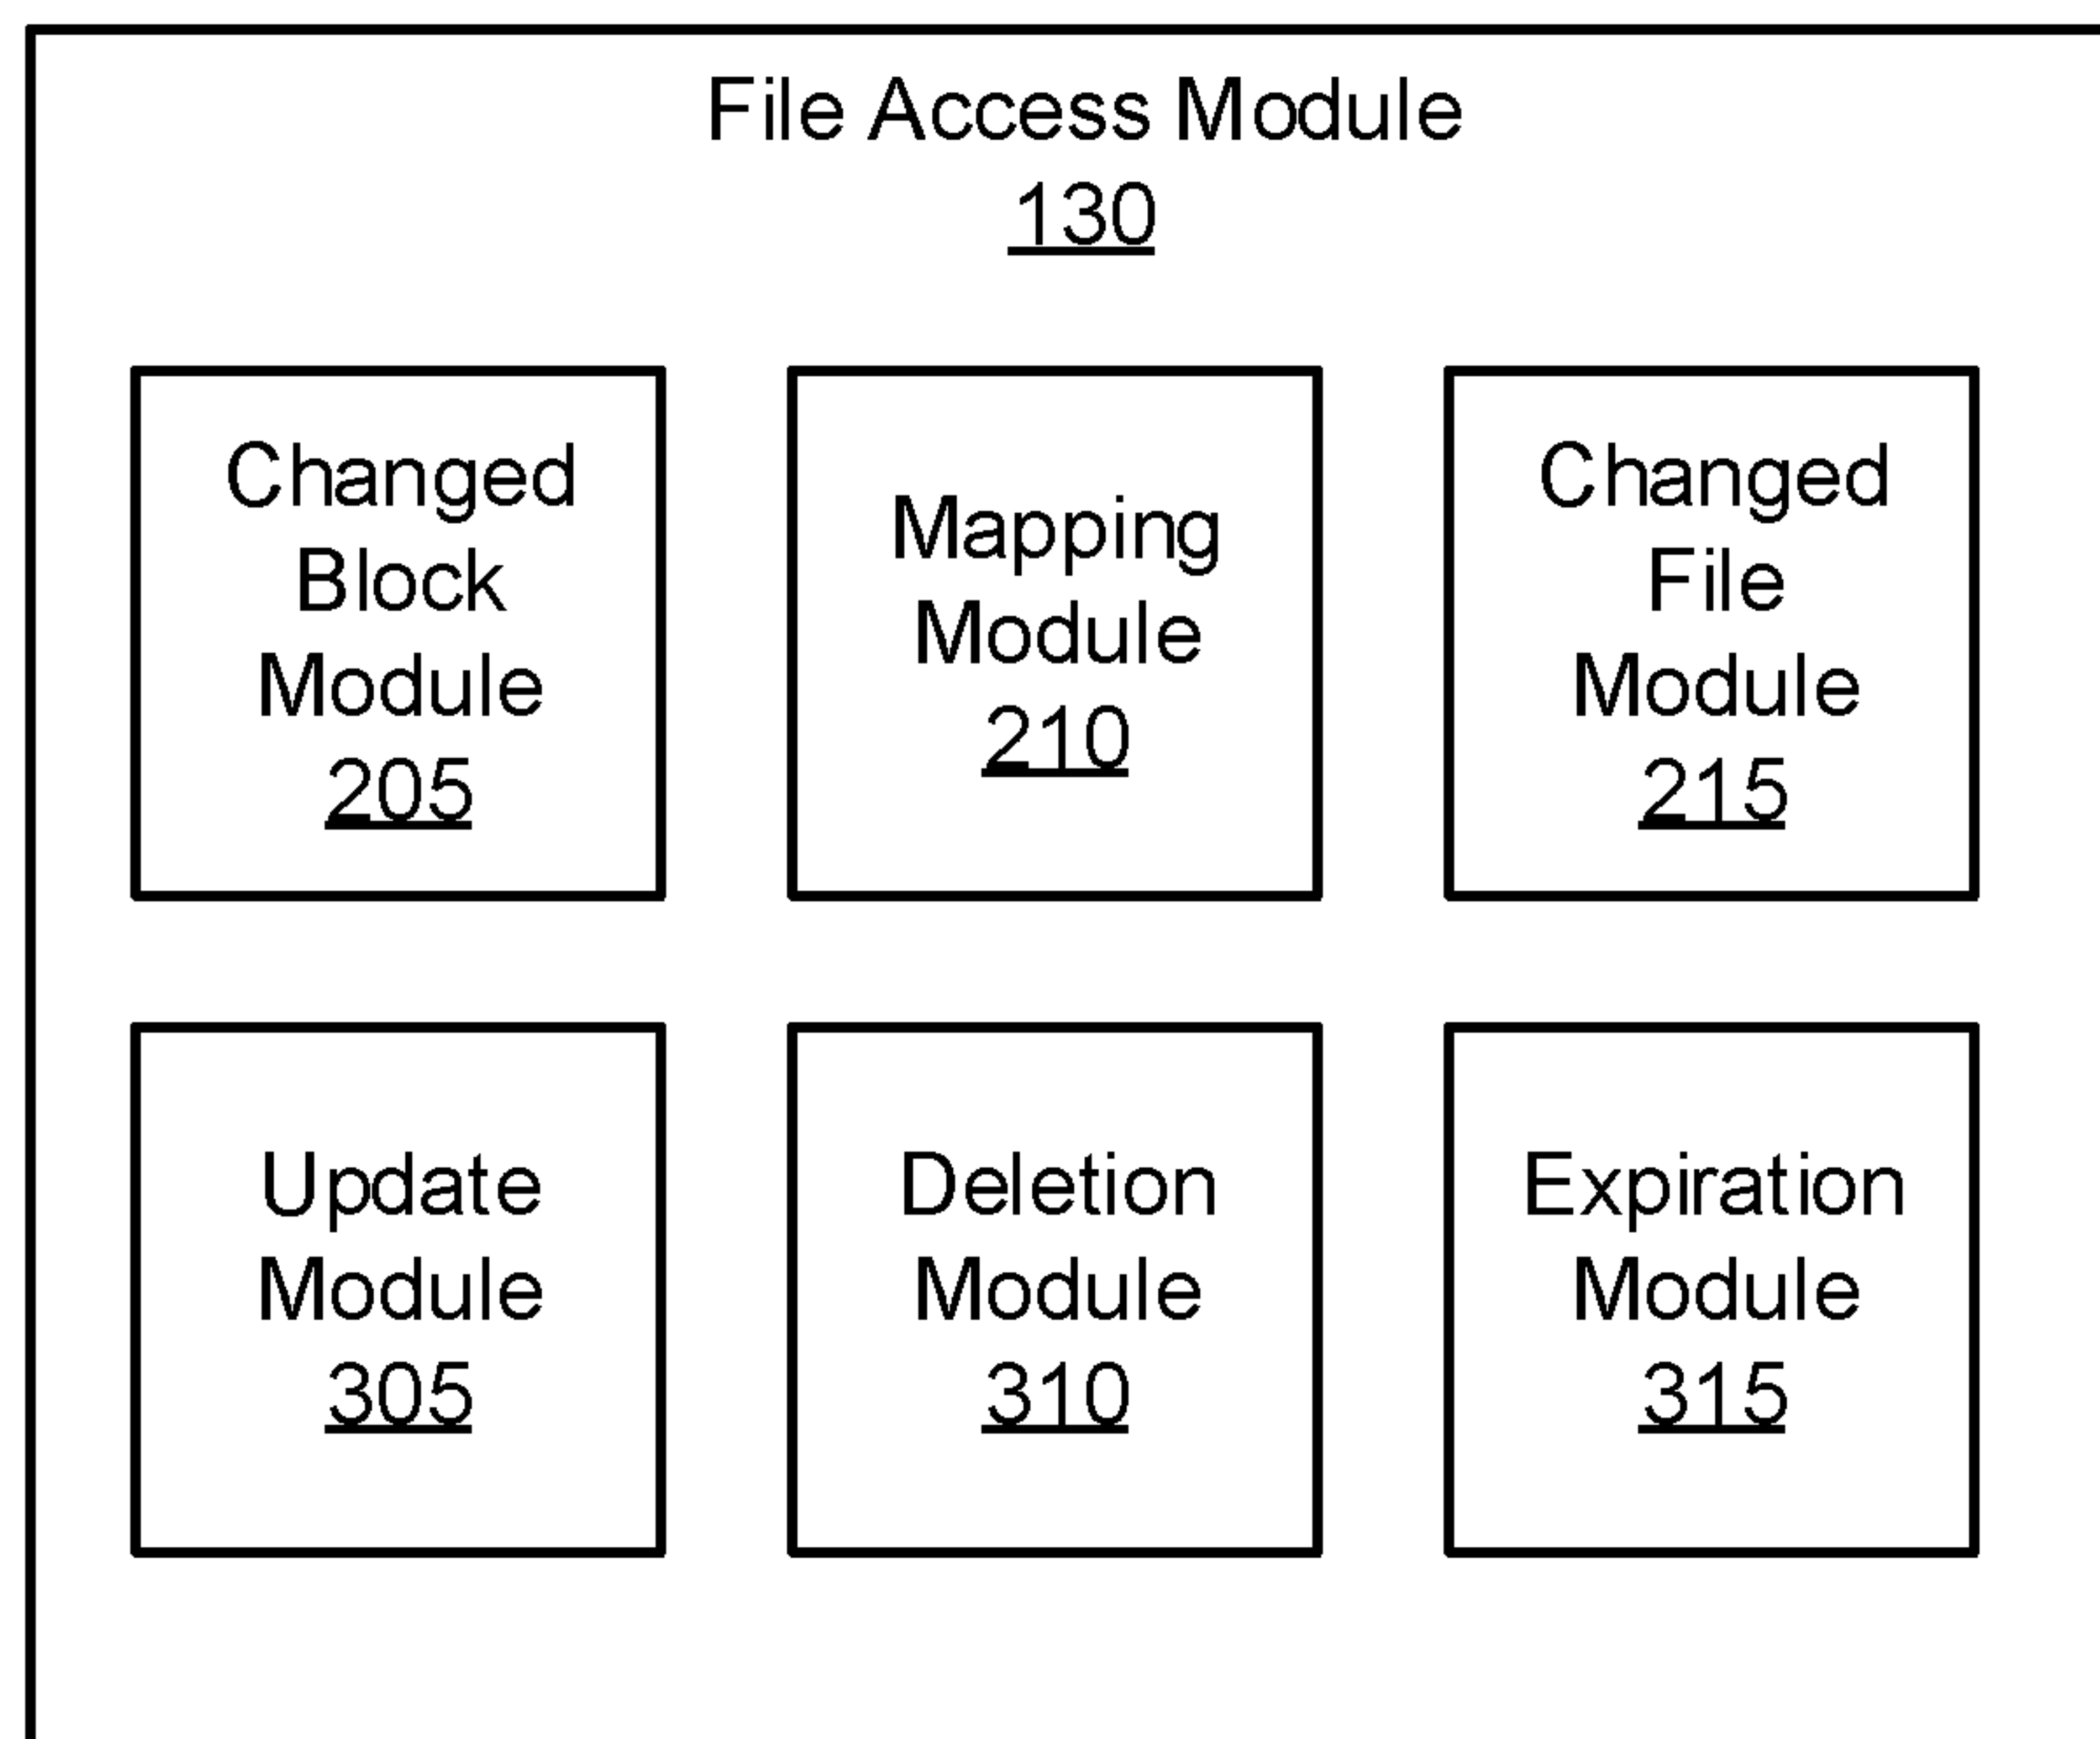 File Access Module
130
Changed
Block
Module
205
Mapping
Module
210
Changed
File
Module
215
Update
Module
305
Deletion
Module
310
Expiration
Module
315